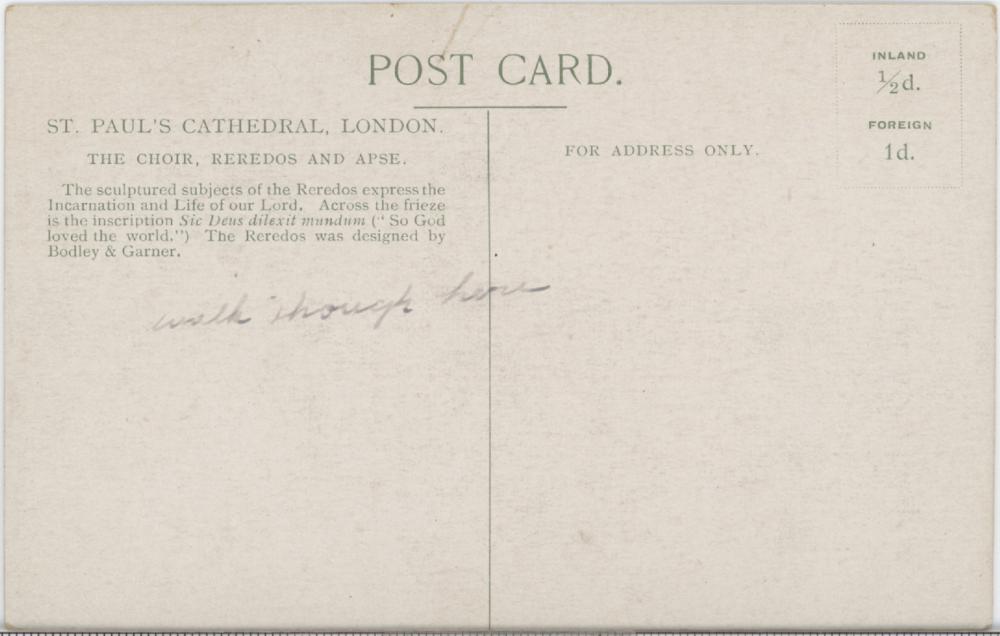 POST CARD.
INLAND
½d.
FOREIGN
1d.
ST. PAUL'S CATHEDRAL, LONDON.
THE CHOIR, REREDOS AND APSE.
The sculptured subjects of the Reredos express the
Incarnation and Life of our Lord. Across the frieze
is the inscription Sic Deus dilexit mundum (“ So God
loved the world.”) The Reredos was designed by
Bodley & Garner.
FOR ADDRESS ONLY.
walk though here